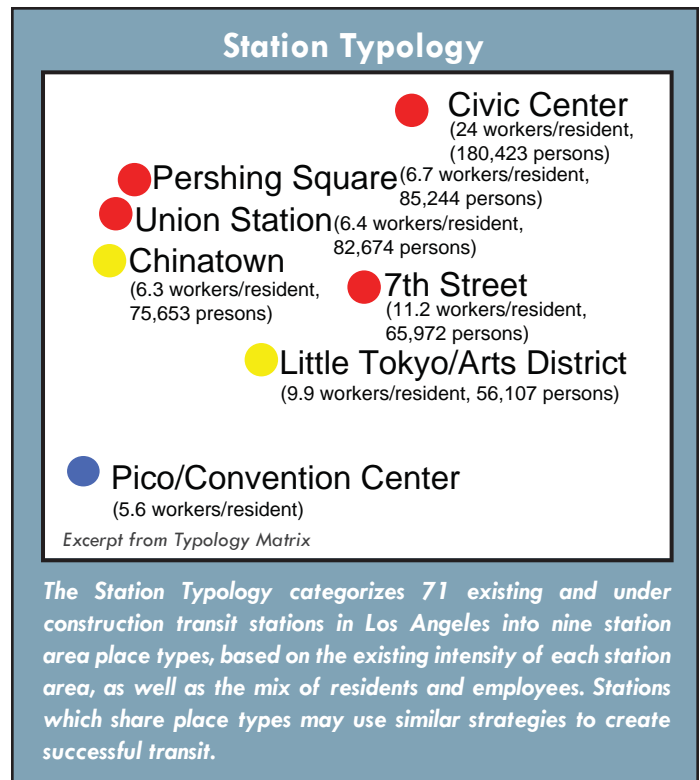 Station Typology
Civic Center
(24 workers/resident,
(180,423 persons)
Pershing Square(6.7 workers/resident,
85,244 persons)
Union Station(6.4 workers/resident,
82,674 persons)
Chinatown
(6.3 workers/resident,
75,653 presons)
7th Street
(11.2 workers/resident,
65,972 persons)
Little Tokyo/Arts District
(9.9 workers/resident, 56,107 persons)
Pico/Convention Center
(5.6 workers/resident)
Excerpt from Typology Matrix
The Station Typology categorizes 71 existing and under
construction transit stations in Los Angeles into nine station
area place types, based on the existing intensity of each station
area, as well as the mix of residents and employees. Stations
which share place types may use similar strategies to create
successful transit.